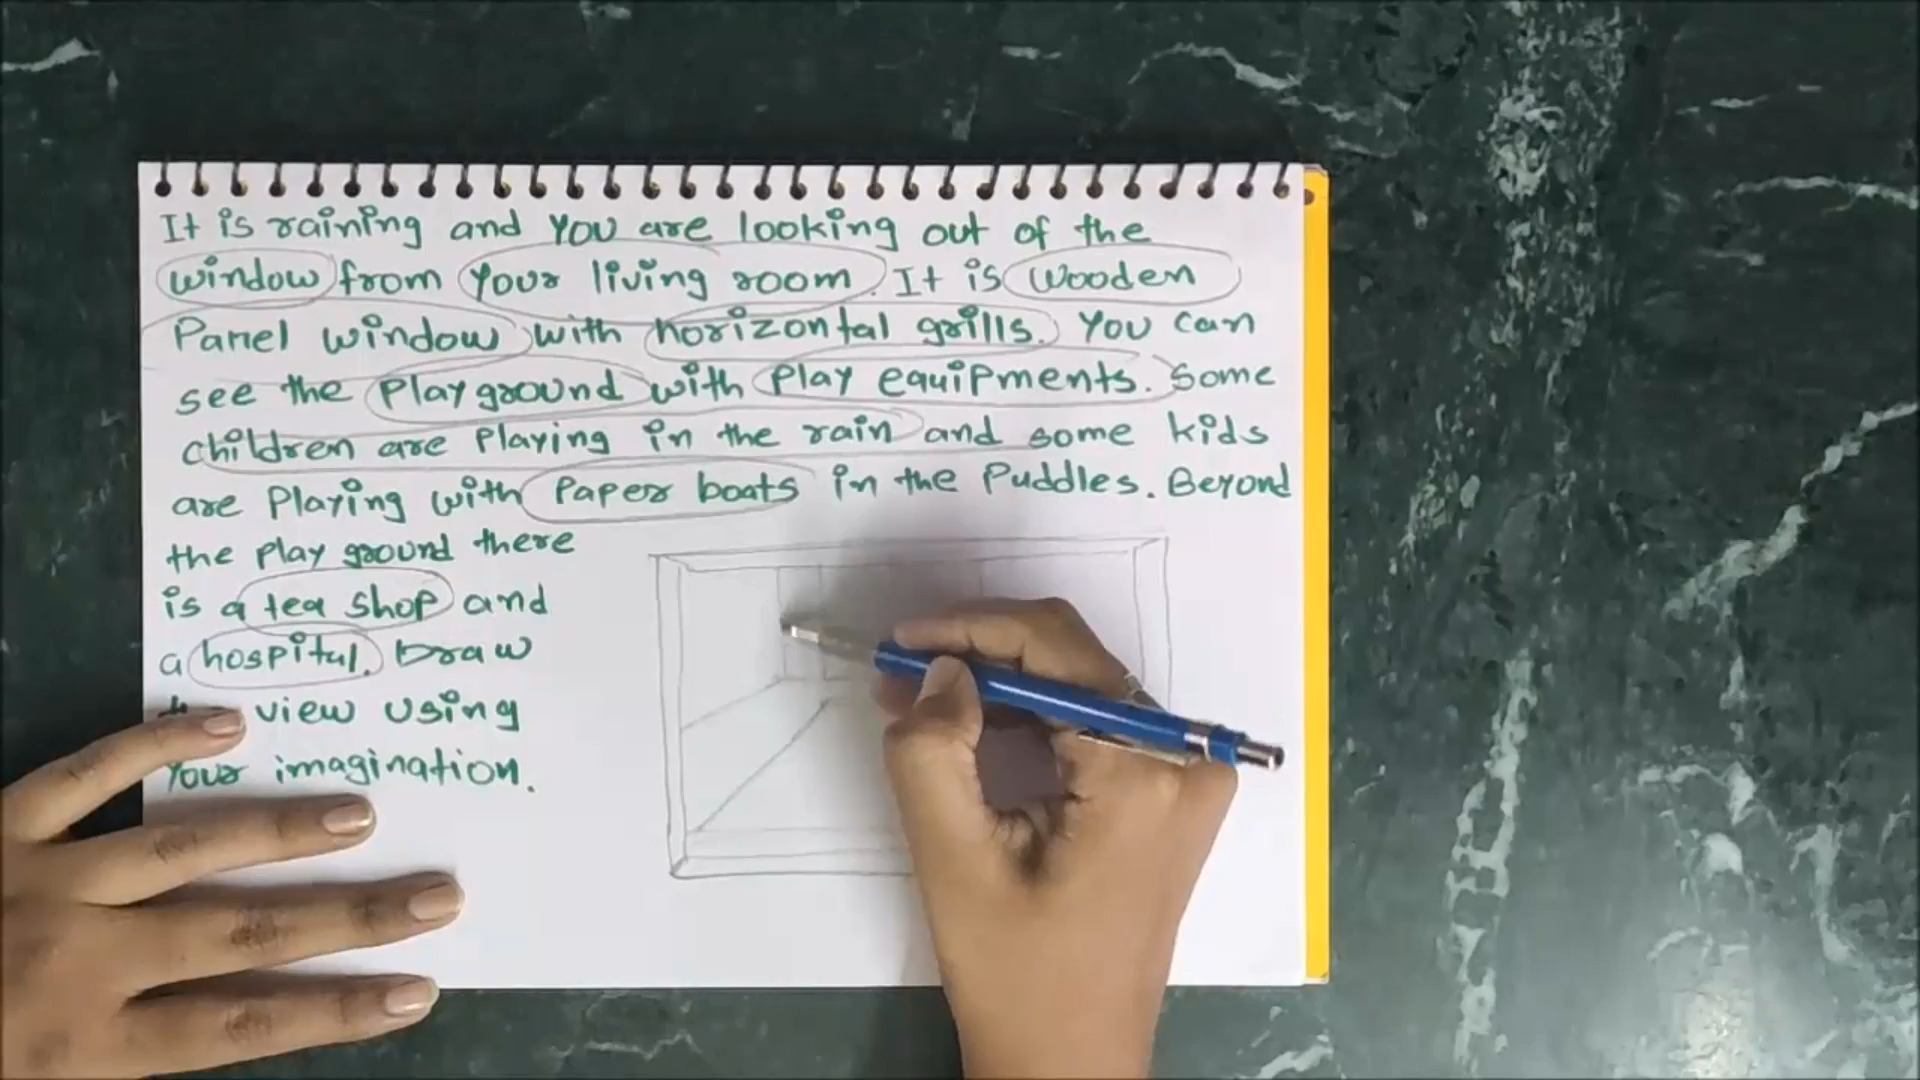 It is raining and you are looking out of the
window from your living room. It is wooden
Panel window with horizontal grills. You can
see the Playground with Play equipments. Some
children are Playing in the rain and some kids
are Playing with Paper boats in the Puddles. Beyond
the Play ground there
is a tea shop and
a hospital. Draw
view using
your imagination.